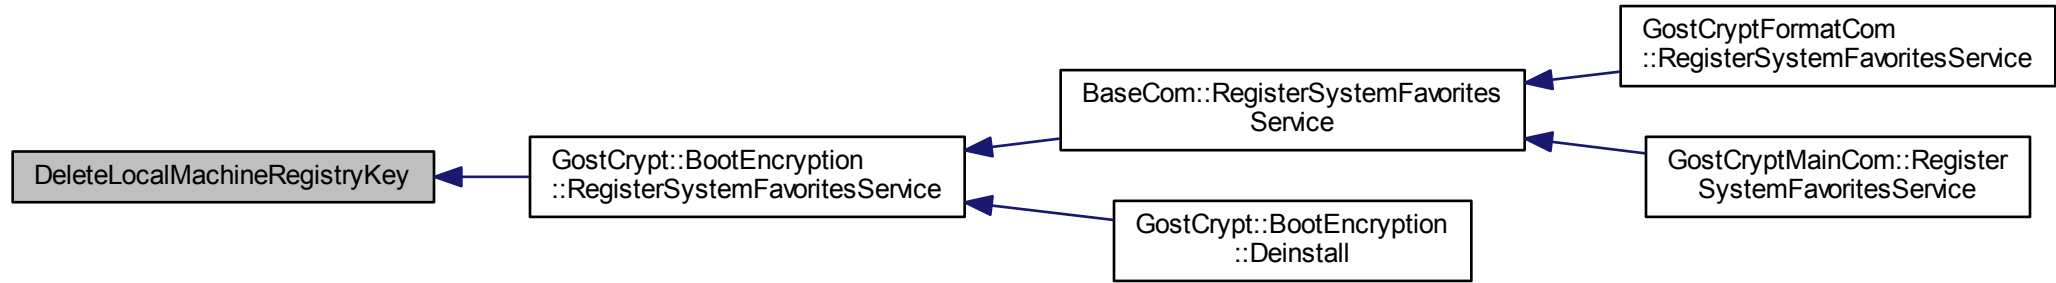 DeleteLocalMachineRegistryKey
GostCrypt::BootEncryption
::RegisterSystemFavoritesService
BaseCom::RegisterSystemFavorites
Service
GostCrypt::BootEncryption
::Deinstall
GostCryptFormatCom
::RegisterSystemFavoritesService
GostCryptMainCom::Register
SystemFavoritesService